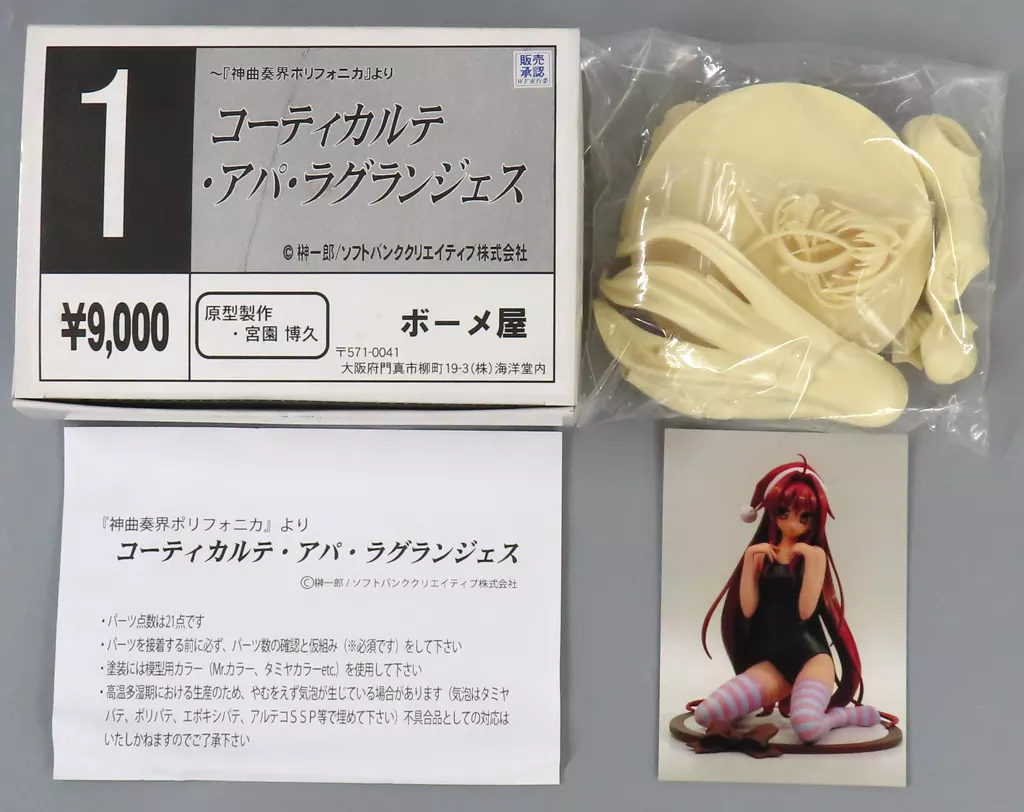 1
～『神曲奏界ポリフォニカ』より
販売
承認
コーティカルテ
・アパ・ラグランジェス
© 榊一郎/ソフトバンククリエイティブ株式会社
¥9,000
原型製作
・宮園 博久
ボーメ屋
〒571-0041
大阪府門真市柳町19-3(株)海洋堂内
『神曲奏界ポリフォニカ』より
コーティカルテ・アパ・ラグランジェス
©榊一郎/ソフトバンククリエイティブ株式会社
・パーツ点数は21点です
・パーツを接着する前に必ず、パーツ数の確認と仮組み（※必須です）をして下さい
・塗装には模型用カラー（Mr.カラー、タミヤカラーetc.）を使用して下さい
・高温多湿期における生産のため、やむをえず気泡が生じている場合があります（気泡はタミヤ
パテ、ポリパテ、エポキシパテ、アルテコＳＳＰ等で埋めて下さい）不具合品としての対応は
いたしかねますのでご了承下さい